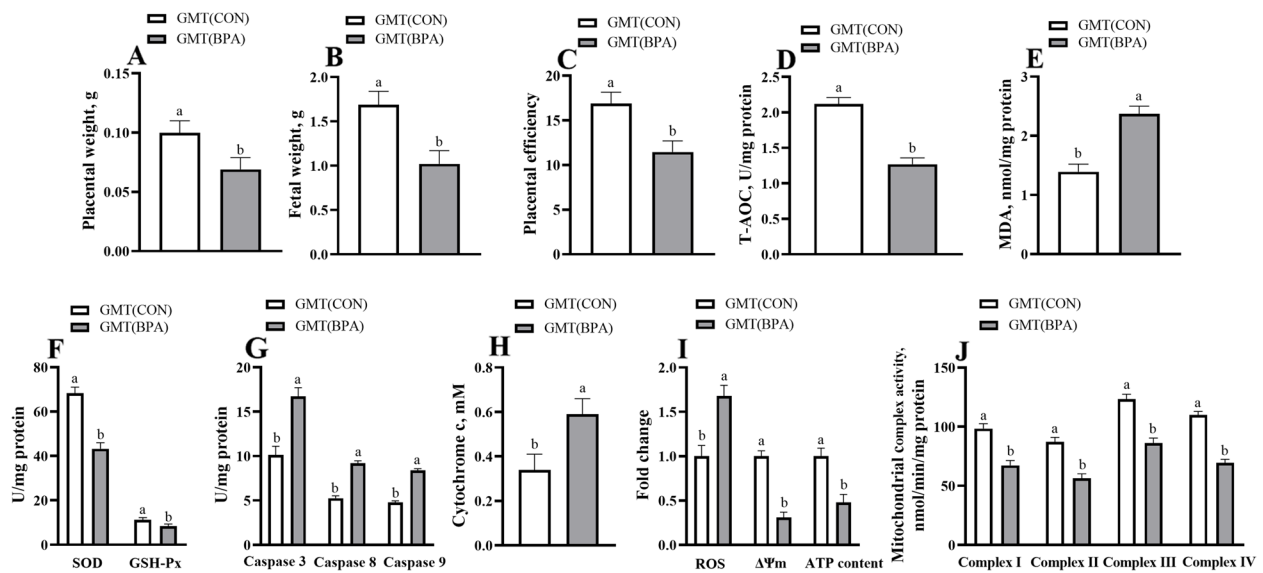 GMT(CON)
GMT(BPA)
A
Placental weight, g
0.15
0.10
0.05
0.00
a
b
GMT(CON)
GMT(BPA)
B
Fetal weight, g
2.0
1.5
1.0
0.5
0.0
a
b
GMT(CON)
GMT(BPA)
C
Placental efficiency
20
15
10
5
0
a
b
GMT(CON)
GMT(BPA)
D
T-AOC, U/mg protein
2.5
2.0
1.5
1.0
0.5
0.0
a
b
GMT(CON)
GMT(BPA)
E
MDA, nmol/mg protein
3
2
1
0
b
a
GMT(CON)
GMT(BPA)
F
U/mg protein
80
60
40
20
0
a
b
a
b
SOD GSH-Px
GMT(CON)
GMT(BPA)
G
U/mg protein
20
15
10
5
0
b
a
b
a
b
a
Caspase 3 Caspase 8 Caspase 9
GMT(CON)
GMT(BPA)
H
Cytochrome c, mM
0.8
0.6
0.4
0.2
0.0
b
a
GMT(CON)
GMT(BPA)
I
Fold change
2.0
1.5
1.0
0.5
0.0
b
a
a
b
a
b
ROS ΔΨm ATP content
GMT(CON)
GMT(BPA)
J
Mitochondrial complex activity,
nmol/min/mg protein
150
100
50
0
a
b
a
b
a
b
a
b
Complex I Complex II Complex III Complex IV